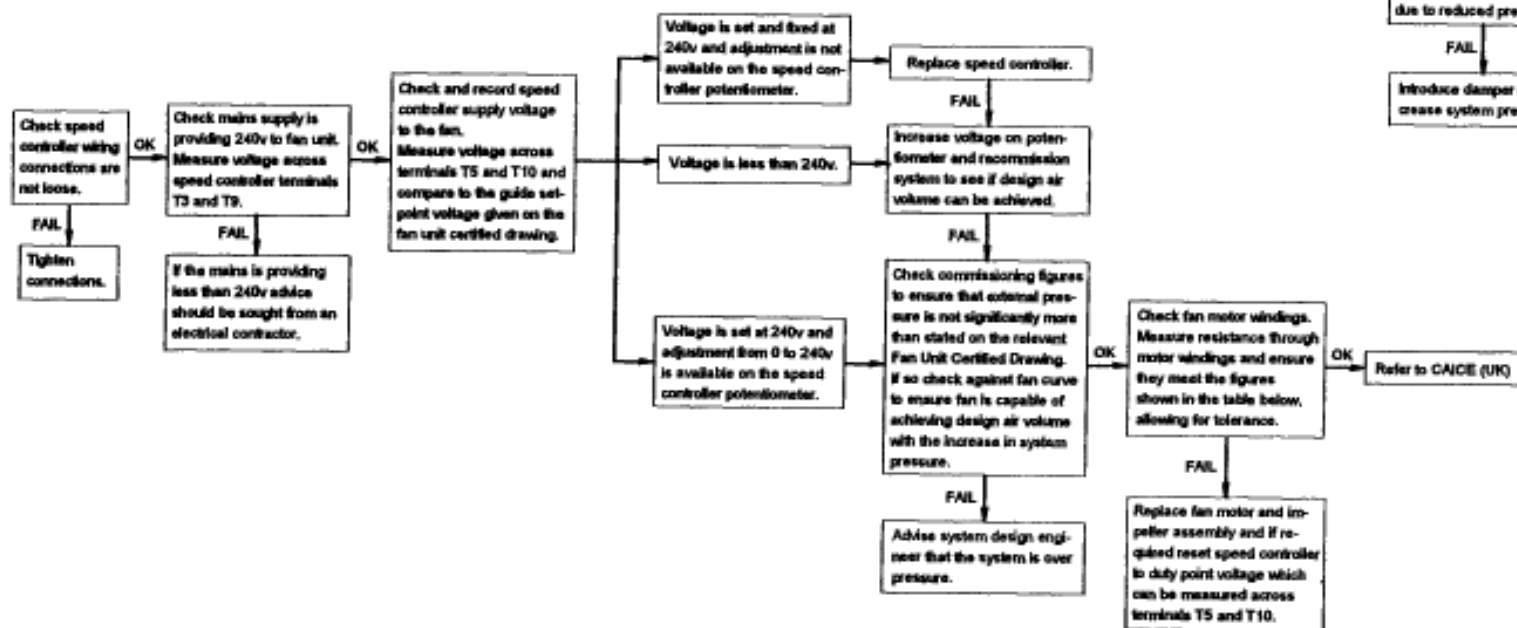 Check speed
controller wiring
connections are
not loose.
OK
FAIL
Tighten
connections.
Check mains supply is
providing 240v to fan unit.
Measure voltage across
speed controller terminals
T3 and T9.
OK
FAIL
If the mains is providing
less than 240v advice
should be sought from an
electrical contractor.
Check and record speed
controller supply voltage
to the fan.
Measure voltage across
terminals T5 and T10 and
compare to the guide set-
point voltage given on the
fan unit certified drawing.
Voltage is set and fixed at
240v and adjustment is not
available on the speed con-
troller potentiometer.
Replace speed controller.
FAIL
Voltage is less than 240v.
Increase voltage on poten-
tiometer and recommission
system to see if design air
volume can be achieved.
FAIL
Voltage is set at 240v and
adjustment from 0 to 240v
is available on the speed
controller potentiometer.
Check commissioning figures
to ensure that external pres-
sure is not significantly more
than stated on the relevant
Fan Unit Certified Drawing.
If so check against fan curve
to ensure fan is capable of
achieving design air volume
with the increase in system
pressure.
OK
FAIL
Advise system design engi-
neer that the system is over
pressure.
Check fan motor windings.
Measure resistance through
motor windings and ensure
they meet the figures
shown in the table below,
allowing for tolerance.
OK
FAIL
Replace fan motor and im-
peller assembly and if re-
quired reset speed controller
to duty point voltage which
can be measured across
terminals T5 and T10.
Refer to CAICE (UK)
due to reduced pre
FAIL
Introduce damper
crease system pre